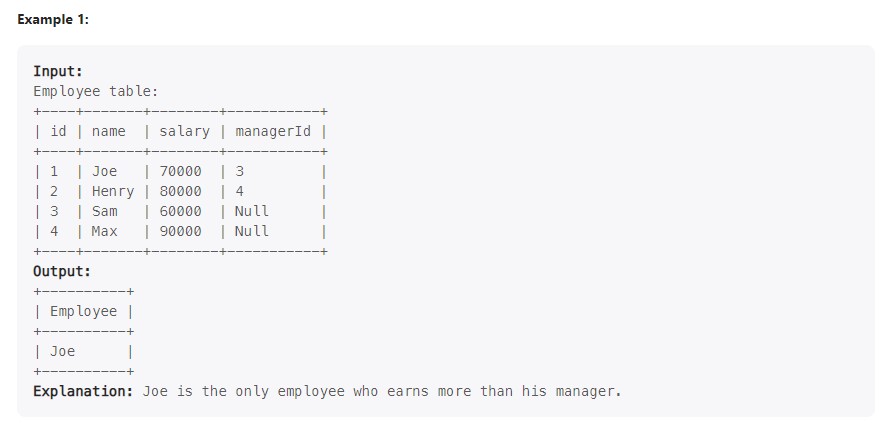 Example 1:
Input:
Employee table:
+----+-------+--------+-----------+
| id | name  | salary | managerId |
+----+-------+--------+-----------+
| 1  | Joe   | 70000  | 3         |
| 2  | Henry | 80000  | 4         |
| 3  | Sam   | 60000  | Null      |
| 4  | Max   | 90000  | Null      |
+----+-------+--------+-----------+
Output:
+----------+
| Employee |
+----------+
| Joe      |
+----------+
Explanation: Joe is the only employee who earns more than his manager.